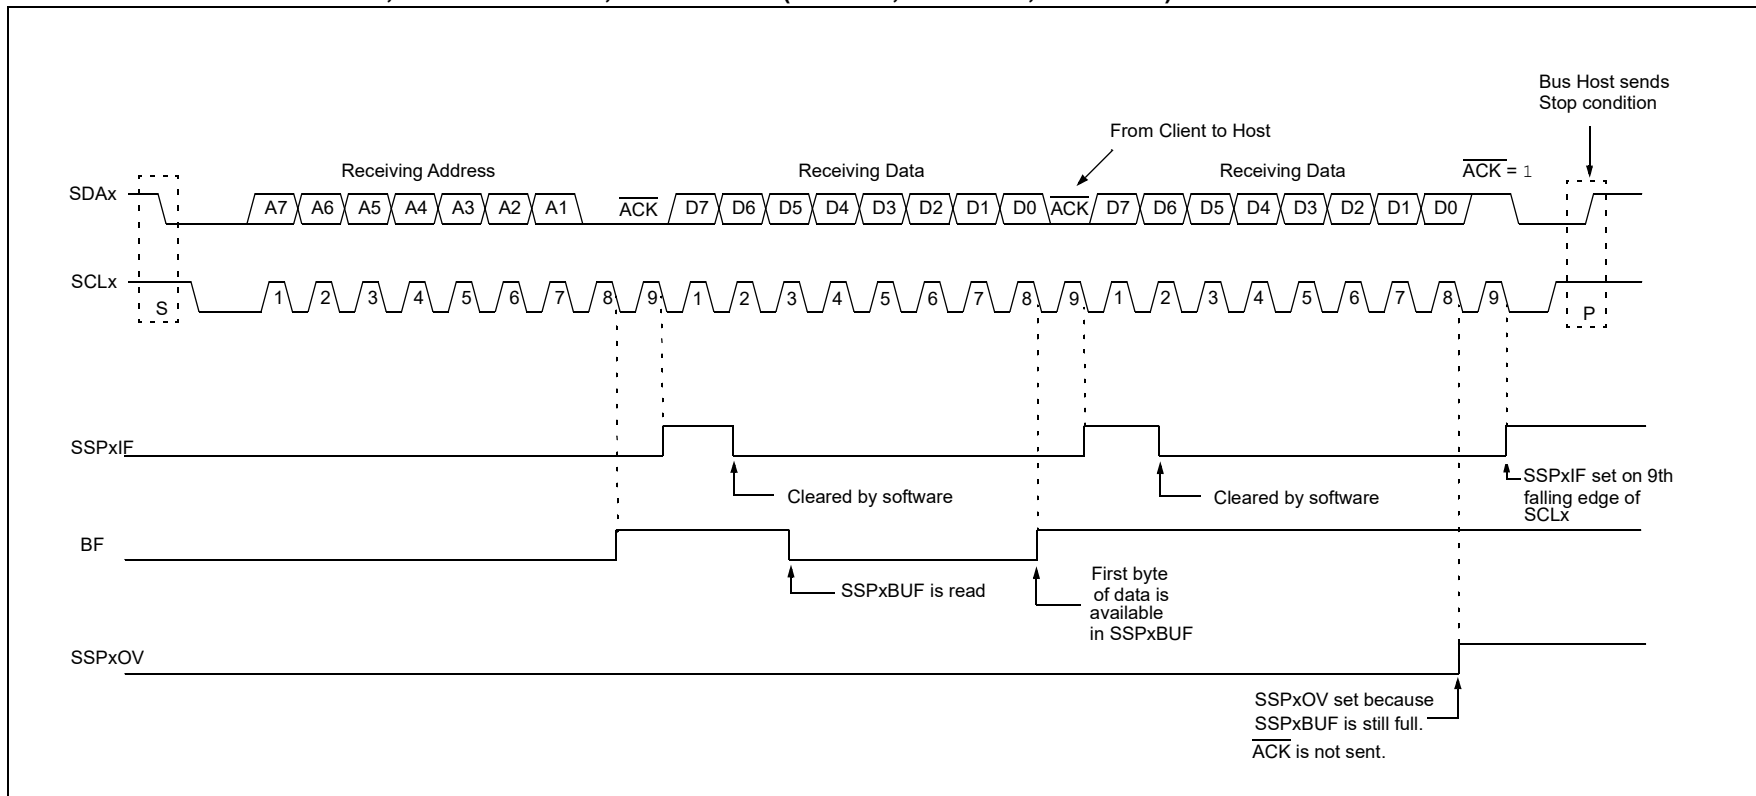 Bus Host sends
Stop condition
From Client to Host
Receiving Address
Receiving Data
Receiving Data
ACK = 1
SDAx
A7 A6 A5 A4 A3 A2 A1 ACK D7 D6 D5 D4 D3 D2 D1 D0 ACK D7 D6 D5 D4 D3 D2 D1 D0
SCLx
S 1 2 3 4 5 6 7 8 9 1 2 3 4 5 6 7 8 9 1 2 3 4 5 6 7 8 9 P
SSPxIF
Cleared by software
Cleared by software
SSPxIF set on 9th
falling edge of
SCLx
BF
SSPxBUF is read
First byte
of data is
available
in SSPxBUF
SSPxOV
SSPxOV set because
SSPxBUF is still full.
ACK is not sent.